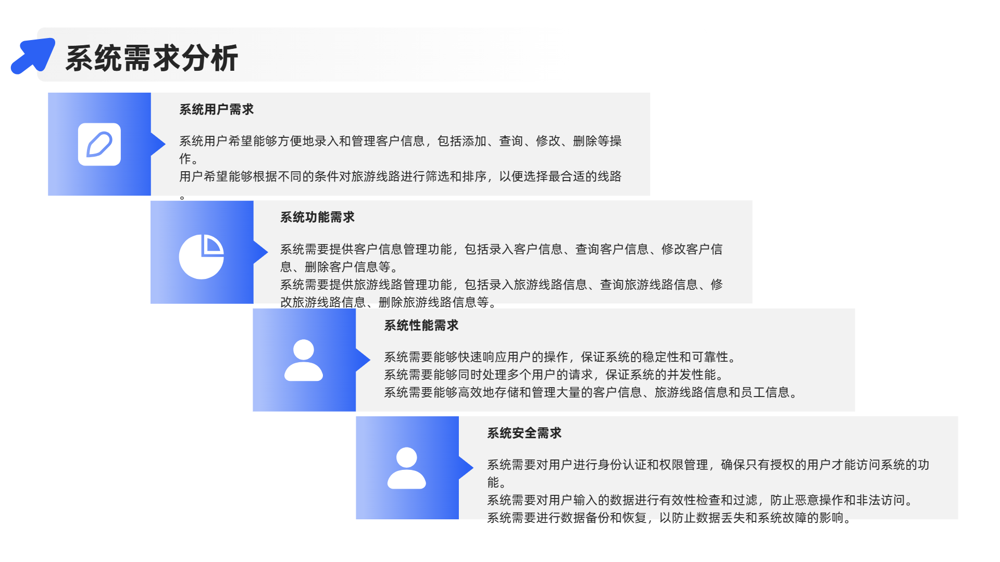 系统需求分析
系统用户需求
系统用户希望能够方便地录入和管理客户信息，包括添加、查询、修改、删除等操
作。
用户希望能够根据不同的条件对旅游线路进行筛选和排序，以便选择最合适的线路
。
系统功能需求
系统需要提供客户信息管理功能，包括录入客户信息、查询客户信息、修改客户信
息、删除客户信息等。
系统需要提供旅游线路管理功能，包括录入旅游线路信息、查询旅游线路信息、修
改旅游线路信息、删除旅游线路信息等。
系统性能需求
系统需要能够快速响应用户的操作，保证系统的稳定性和可靠性。
系统需要能够同时处理多个用户的请求，保证系统的并发性能。
系统需要能够高效地存储和管理大量的客户信息、旅游线路信息和员工信息。
系统安全需求
系统需要对用户进行身份认证和权限管理，确保只有授权的用户才能访问系统的功
能。
系统需要对用户输入的数据进行有效性检查和过滤，防止恶意操作和非法访问。
系统需要进行数据备份和恢复，以防止数据丢失和系统故障的影响。